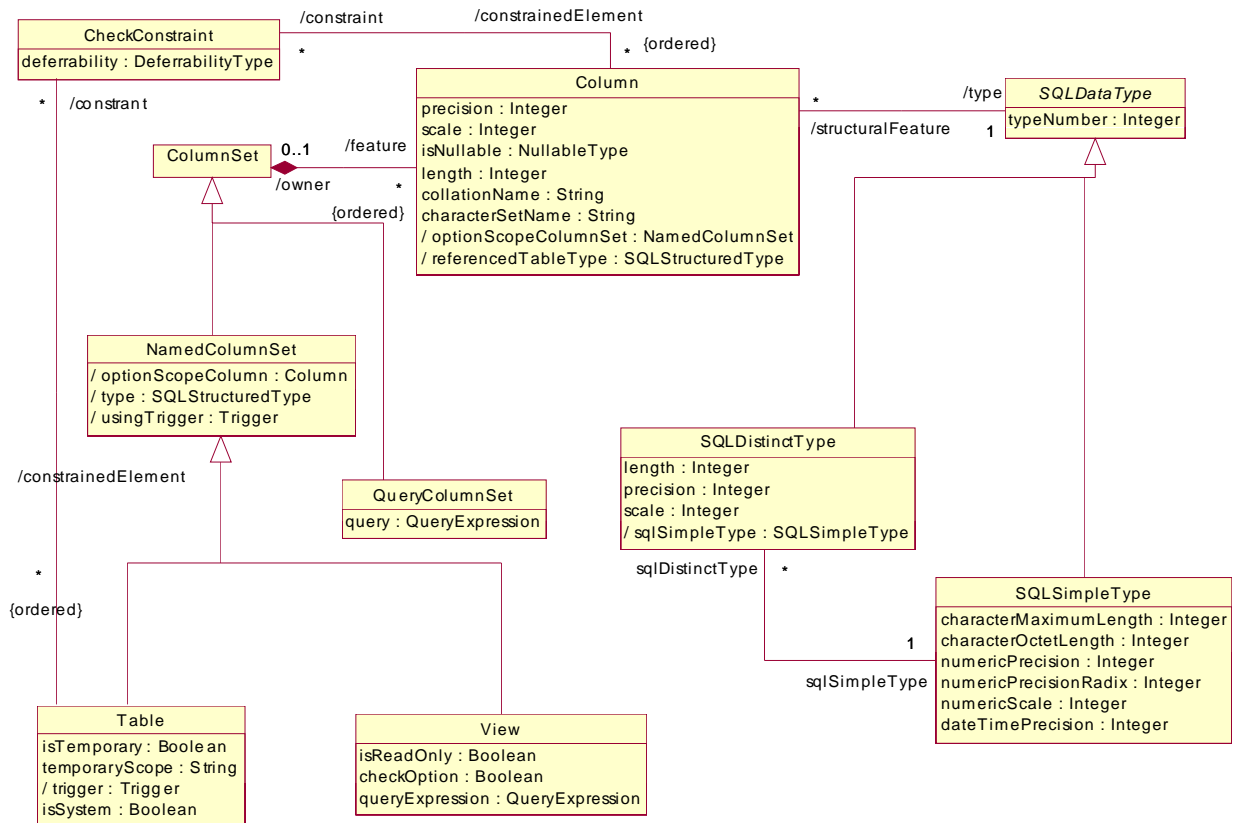 /constraint
/constrainedElement
CheckConstraint
deferrability : DeferrabilityType
*
{ordered}
*
*
/constrant
Column
precision : Integer
scale : Integer
isNullable : NullableType
length : Integer
collationName : String
characterSetName : String
/ optionScopeColumnSet : NamedColumnSet
/ referencedTableType : SQLStructuredType
*
/type
/structuralFeature
1
SQLDataType
typeNumber : Integer
ColumnSet
0..1
/feature
/owner
*
{ordered}
NamedColumnSet
/ optionScopeColumn : Column
/ type : SQLStructuredType
/ usingTrigger : Trigger
/constrainedElement
QueryColumnSet
query : QueryExpression
SQLDistinctType
length : Integer
precision : Integer
scale : Integer
/ sqlSimpleType : SQLSimpleType
sqlDistinctType
*
*
{ordered}
1
sqlSimpleType
SQLSimpleType
characterMaximumLength : Integer
characterOctetLength : Integer
numericPrecision : Integer
numericPrecisionRadix : Integer
numericScale : Integer
dateTimePrecision : Integer
Table
isTemporary : Boolean
temporaryScope : String
/ trigger : Trigger
isSystem : Boolean
View
isReadOnly : Boolean
checkOption : Boolean
queryExpression : QueryExpression